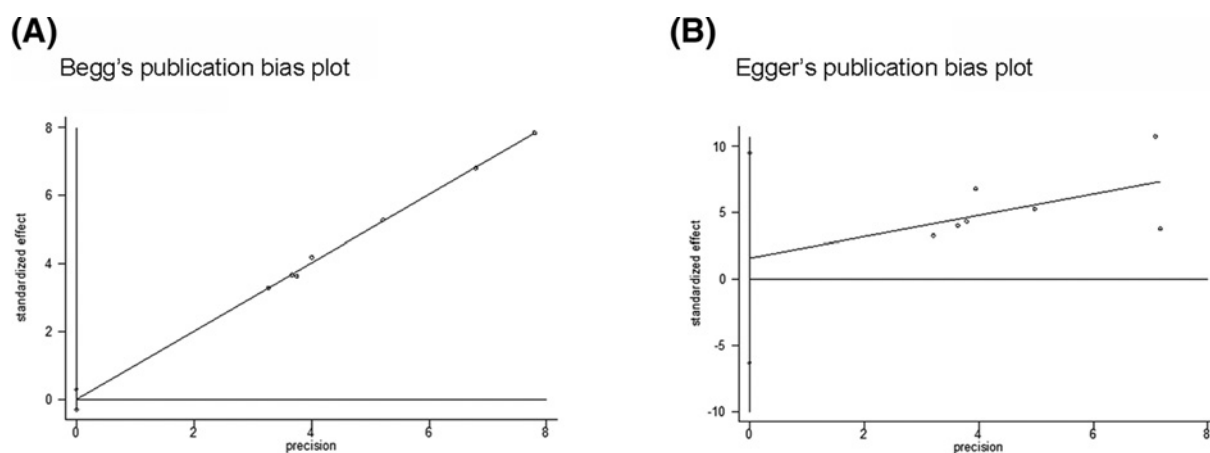 (A)
Begg's publication bias plot
standardized effect
8
6
4
2
0
0 2 4 6 8
precision
(B)
Egger's publication bias plot
standardized effect
10
5
0
-5
-10
0 2 4 6 8
precision